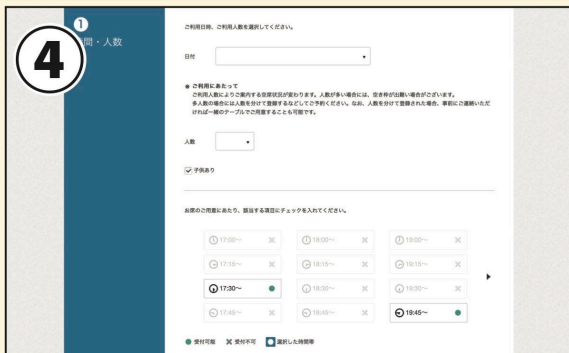 4
1
間・人数
ご利用日時、ご利用人数を選択してください。
日付
※ ご利用にあたって
ご利用人数によりご案内する空席状況が変わります。人数が多い場合には、空き枠が出難い場合がございます。
多人数の場合には人数を分けて登録するなどしてご予約ください。なお、人数を分けて登録された場合、事前にご連絡いただ
ければ一緒のテーブルでご用意することも可能です。
人数
子供あり
お席のご用意にあたり、該当する項目にチェックを入れてください。
17:00〜 18:00〜 19:00〜
17:15〜 18:15〜 19:15〜
17:30〜 18:30〜 19:30〜
17:45〜 18:45〜 19:45〜
受付可能 受付不可 選択した時間帯